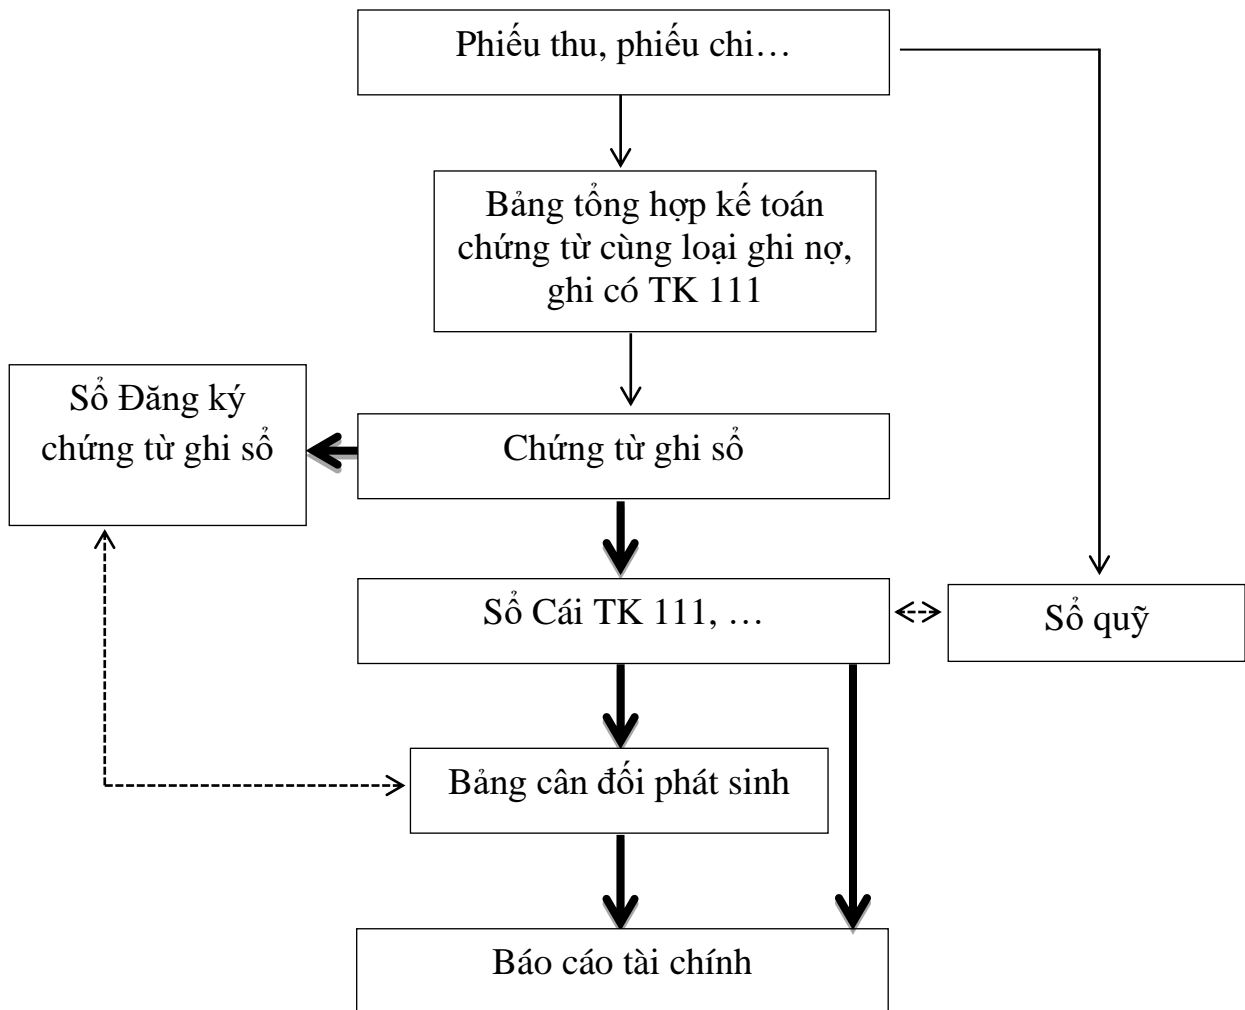 Phiếu thu, phiếu chi…
Bảng tổng hợp kế toán
chứng từ cùng loại ghi nợ,
ghi có TK 111
Sổ Đăng ký
chứng từ ghi sổ
Chứng từ ghi sổ
Sổ Cái TK 111, …
Sổ quỹ
Bảng cân đối phát sinh
Báo cáo tài chính